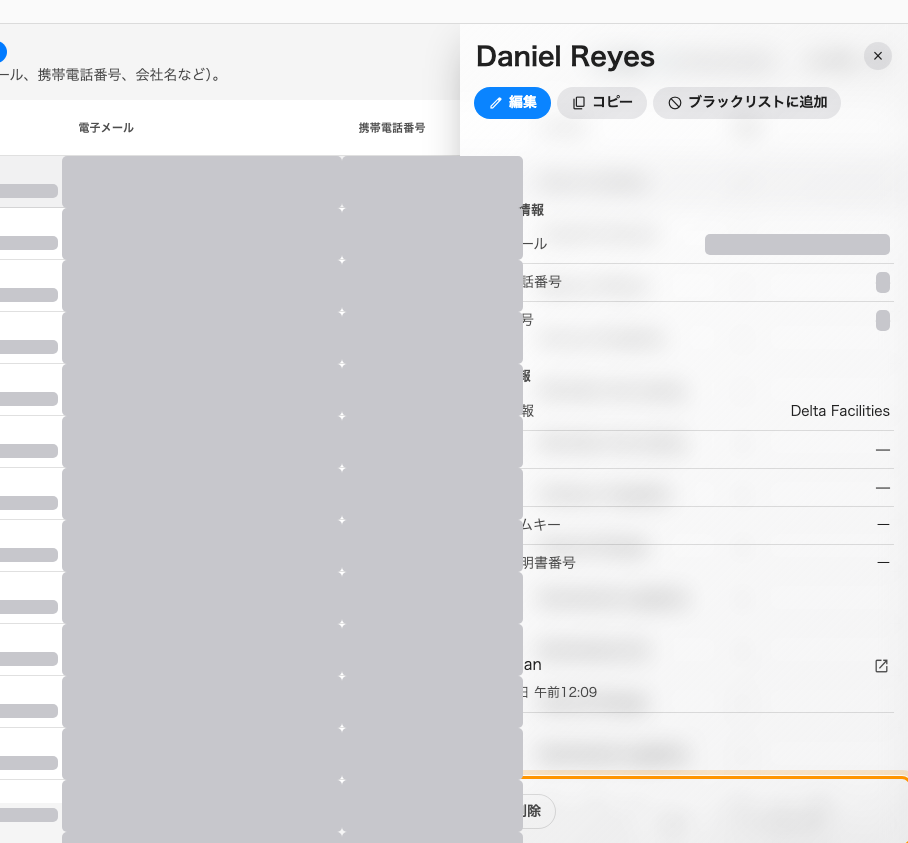 ール、携帯電話番号、会社名など)。
電子メール
携帯電話番号
Daniel Reyes
編集
コピー
ブラックリストに追加
情報
ール
話番号
号
報
報
Delta Facilities
—
—
ムキー
—
明書番号
—
an
日 午前12:09
削除